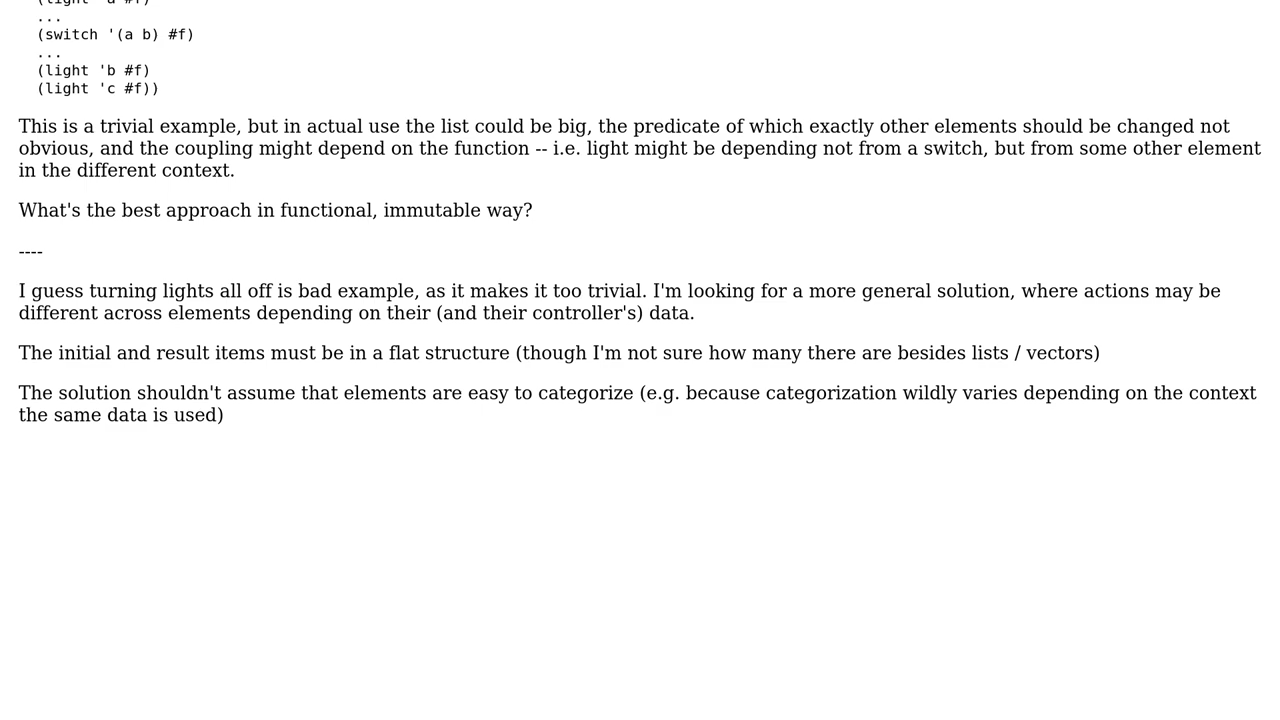 (light 'a #f)
...
(switch '(a b) #f)
...
(light 'b #f)
(light 'c #f))
This is a trivial example, but in actual use the list could be big, the predicate of which exactly other elements should be changed not
obvious, and the coupling might depend on the function -- i.e. light might be depending not from a switch, but from some other element
in the different context.
What's the best approach in functional, immutable way?
----
I guess turning lights all off is bad example, as it makes it too trivial. I'm looking for a more general solution, where actions may be
different across elements depending on their (and their controller's) data.
The initial and result items must be in a flat structure (though I'm not sure how many there are besides lists / vectors)
The solution shouldn't assume that elements are easy to categorize (e.g. because categorization wildly varies depending on the context
the same data is used)